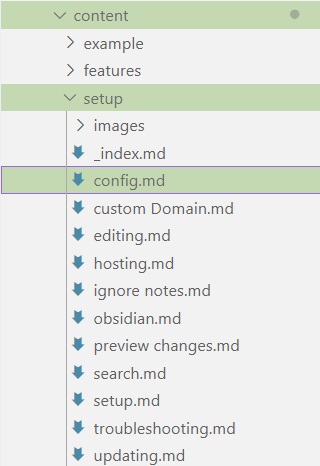 content
example
features
setup
images
_index.md
config.md
custom Domain.md
editing.md
hosting.md
ignore notes.md
obsidian.md
preview changes.md
search.md
setup.md
troubleshooting.md
updating.md